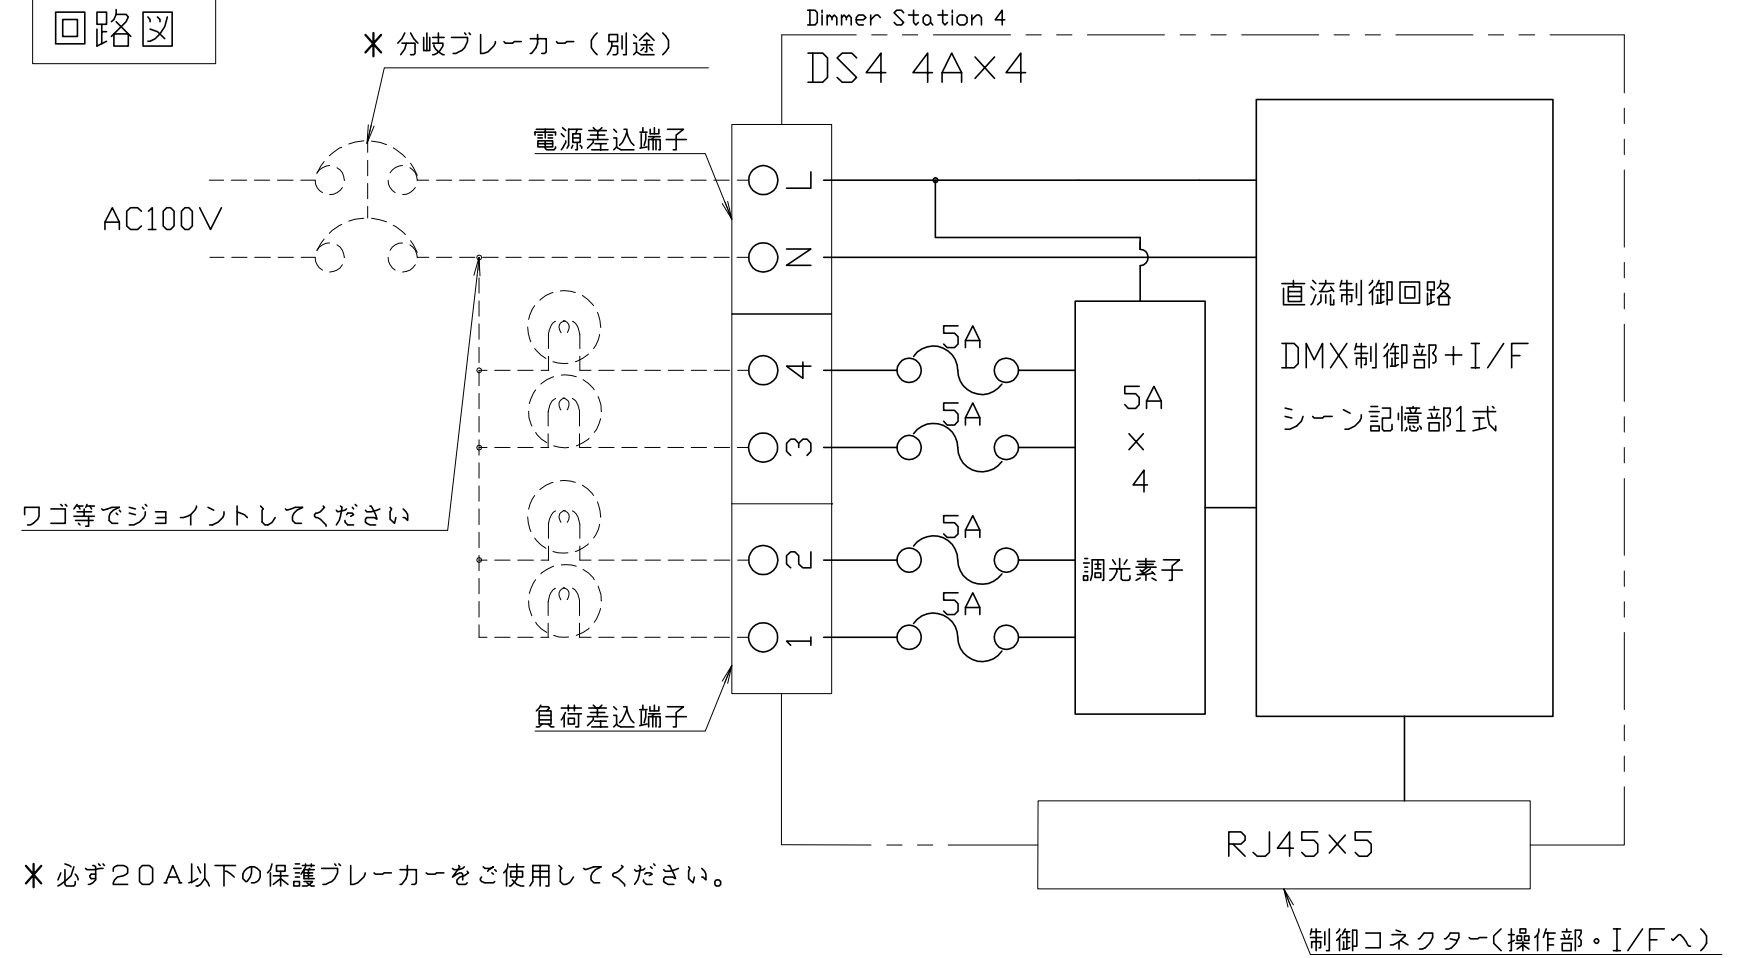 回路図
Dimmer Station 4
DS4 4A×4
* 分岐ブレーカー(別途)
電源差込端子
AC100V
L
N
4
3
2
1
5A
5A
5A
5A
5A
×
4
調光素子
直流制御回路
DMX制御部+I/F
シーン記憶部1式
ワゴ等でジョイントしてください
負荷差込端子
RJ45×5
* 必ず20A以下の保護ブレーカーをご使用してください。
制御コネクター(操作部・I/Fへ)